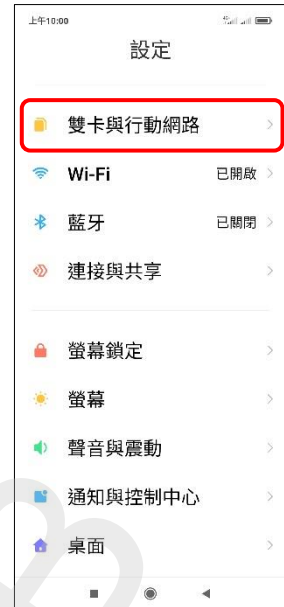 上午10:00
設定
雙卡與行動網路
Wi-Fi 已開啟
藍牙 已關閉
連接與共享
螢幕鎖定
螢幕
聲音與震動
通知與控制中心
桌面